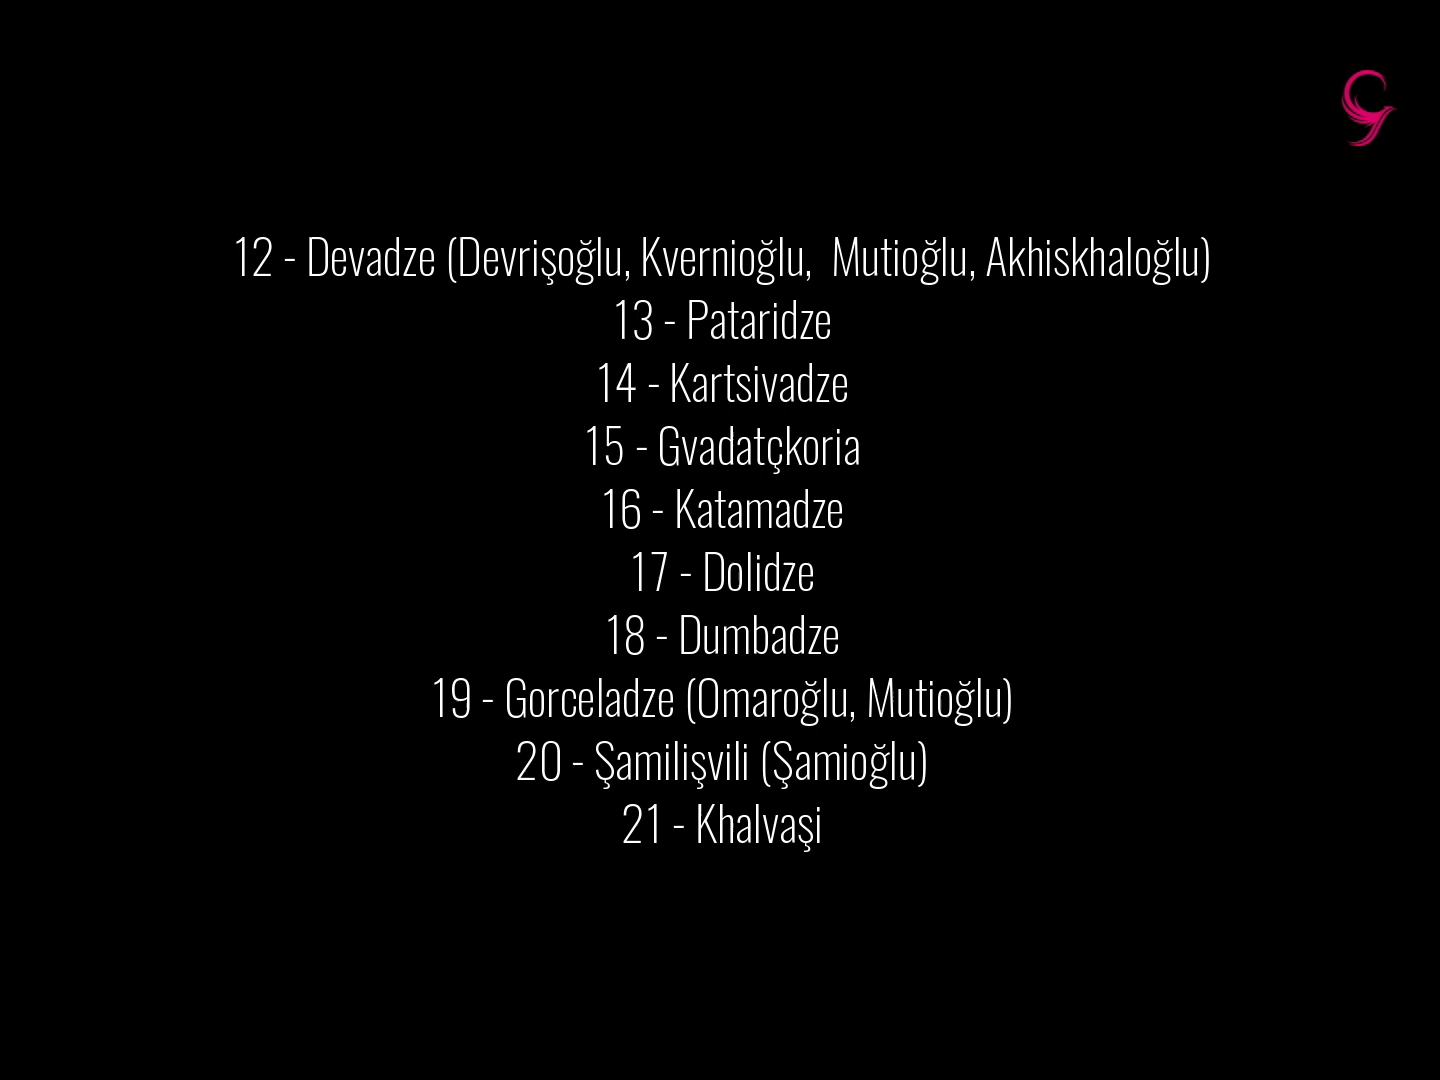 12 - Devadze (Devrişoğlu, Kvernioğlu,  Mutioğlu, Akhiskhaloğlu)
13 - Pataridze
14 - Kartsivadze
15 - Gvadatçkoria
16 - Katamadze
17 - Dolidze
18 - Dumbadze
19 - Gorceladze (Omaroğlu, Mutioğlu)
20 - Şamilişvili (Şamioğlu)
21 - Khalvaşi